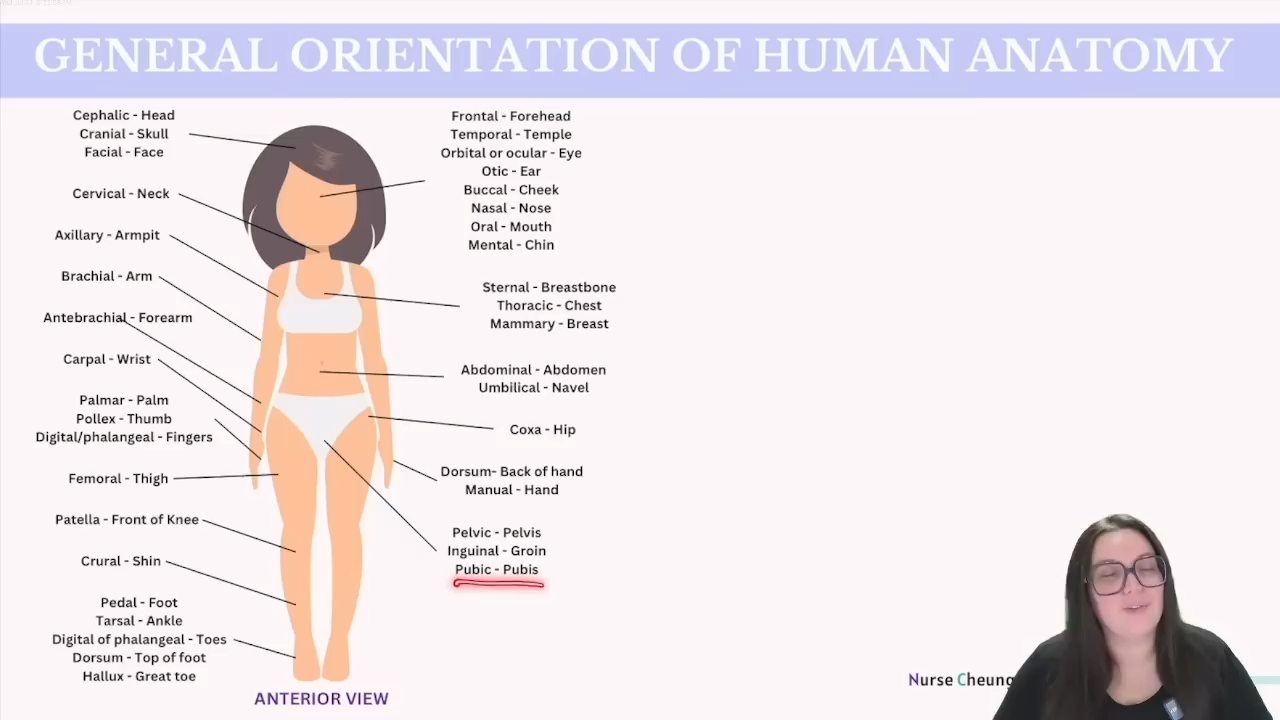 GENERAL ORIENTATION OF HUMAN ANATOMY
Cephalic - Head
Cranial - Skull
Facial - Face
Cervical - Neck
Axillary - Armpit
Brachial - Arm
Antebrachial - Forearm
Carpal - Wrist
Palmar - Palm
Pollex - Thumb
Digital/phalangeal - Fingers
Femoral - Thigh
Patella - Front of Knee
Crural - Shin
Pedal - Foot
Tarsal - Ankle
Digital of phalangeal - Toes
Dorsum - Top of foot
Hallux - Great toe
Frontal - Forehead
Temporal - Temple
Orbital or ocular - Eye
Otic - Ear
Buccal - Cheek
Nasal - Nose
Oral - Mouth
Mental - Chin
Sternal - Breastbone
Thoracic - Chest
Mammary - Breast
Abdominal - Abdomen
Umbilical - Navel
Coxa - Hip
Dorsum- Back of hand
Manual - Hand
Pelvic - Pelvis
Inguinal - Groin
Pubic - Pubis
ANTERIOR VIEW
Nurse Cheung